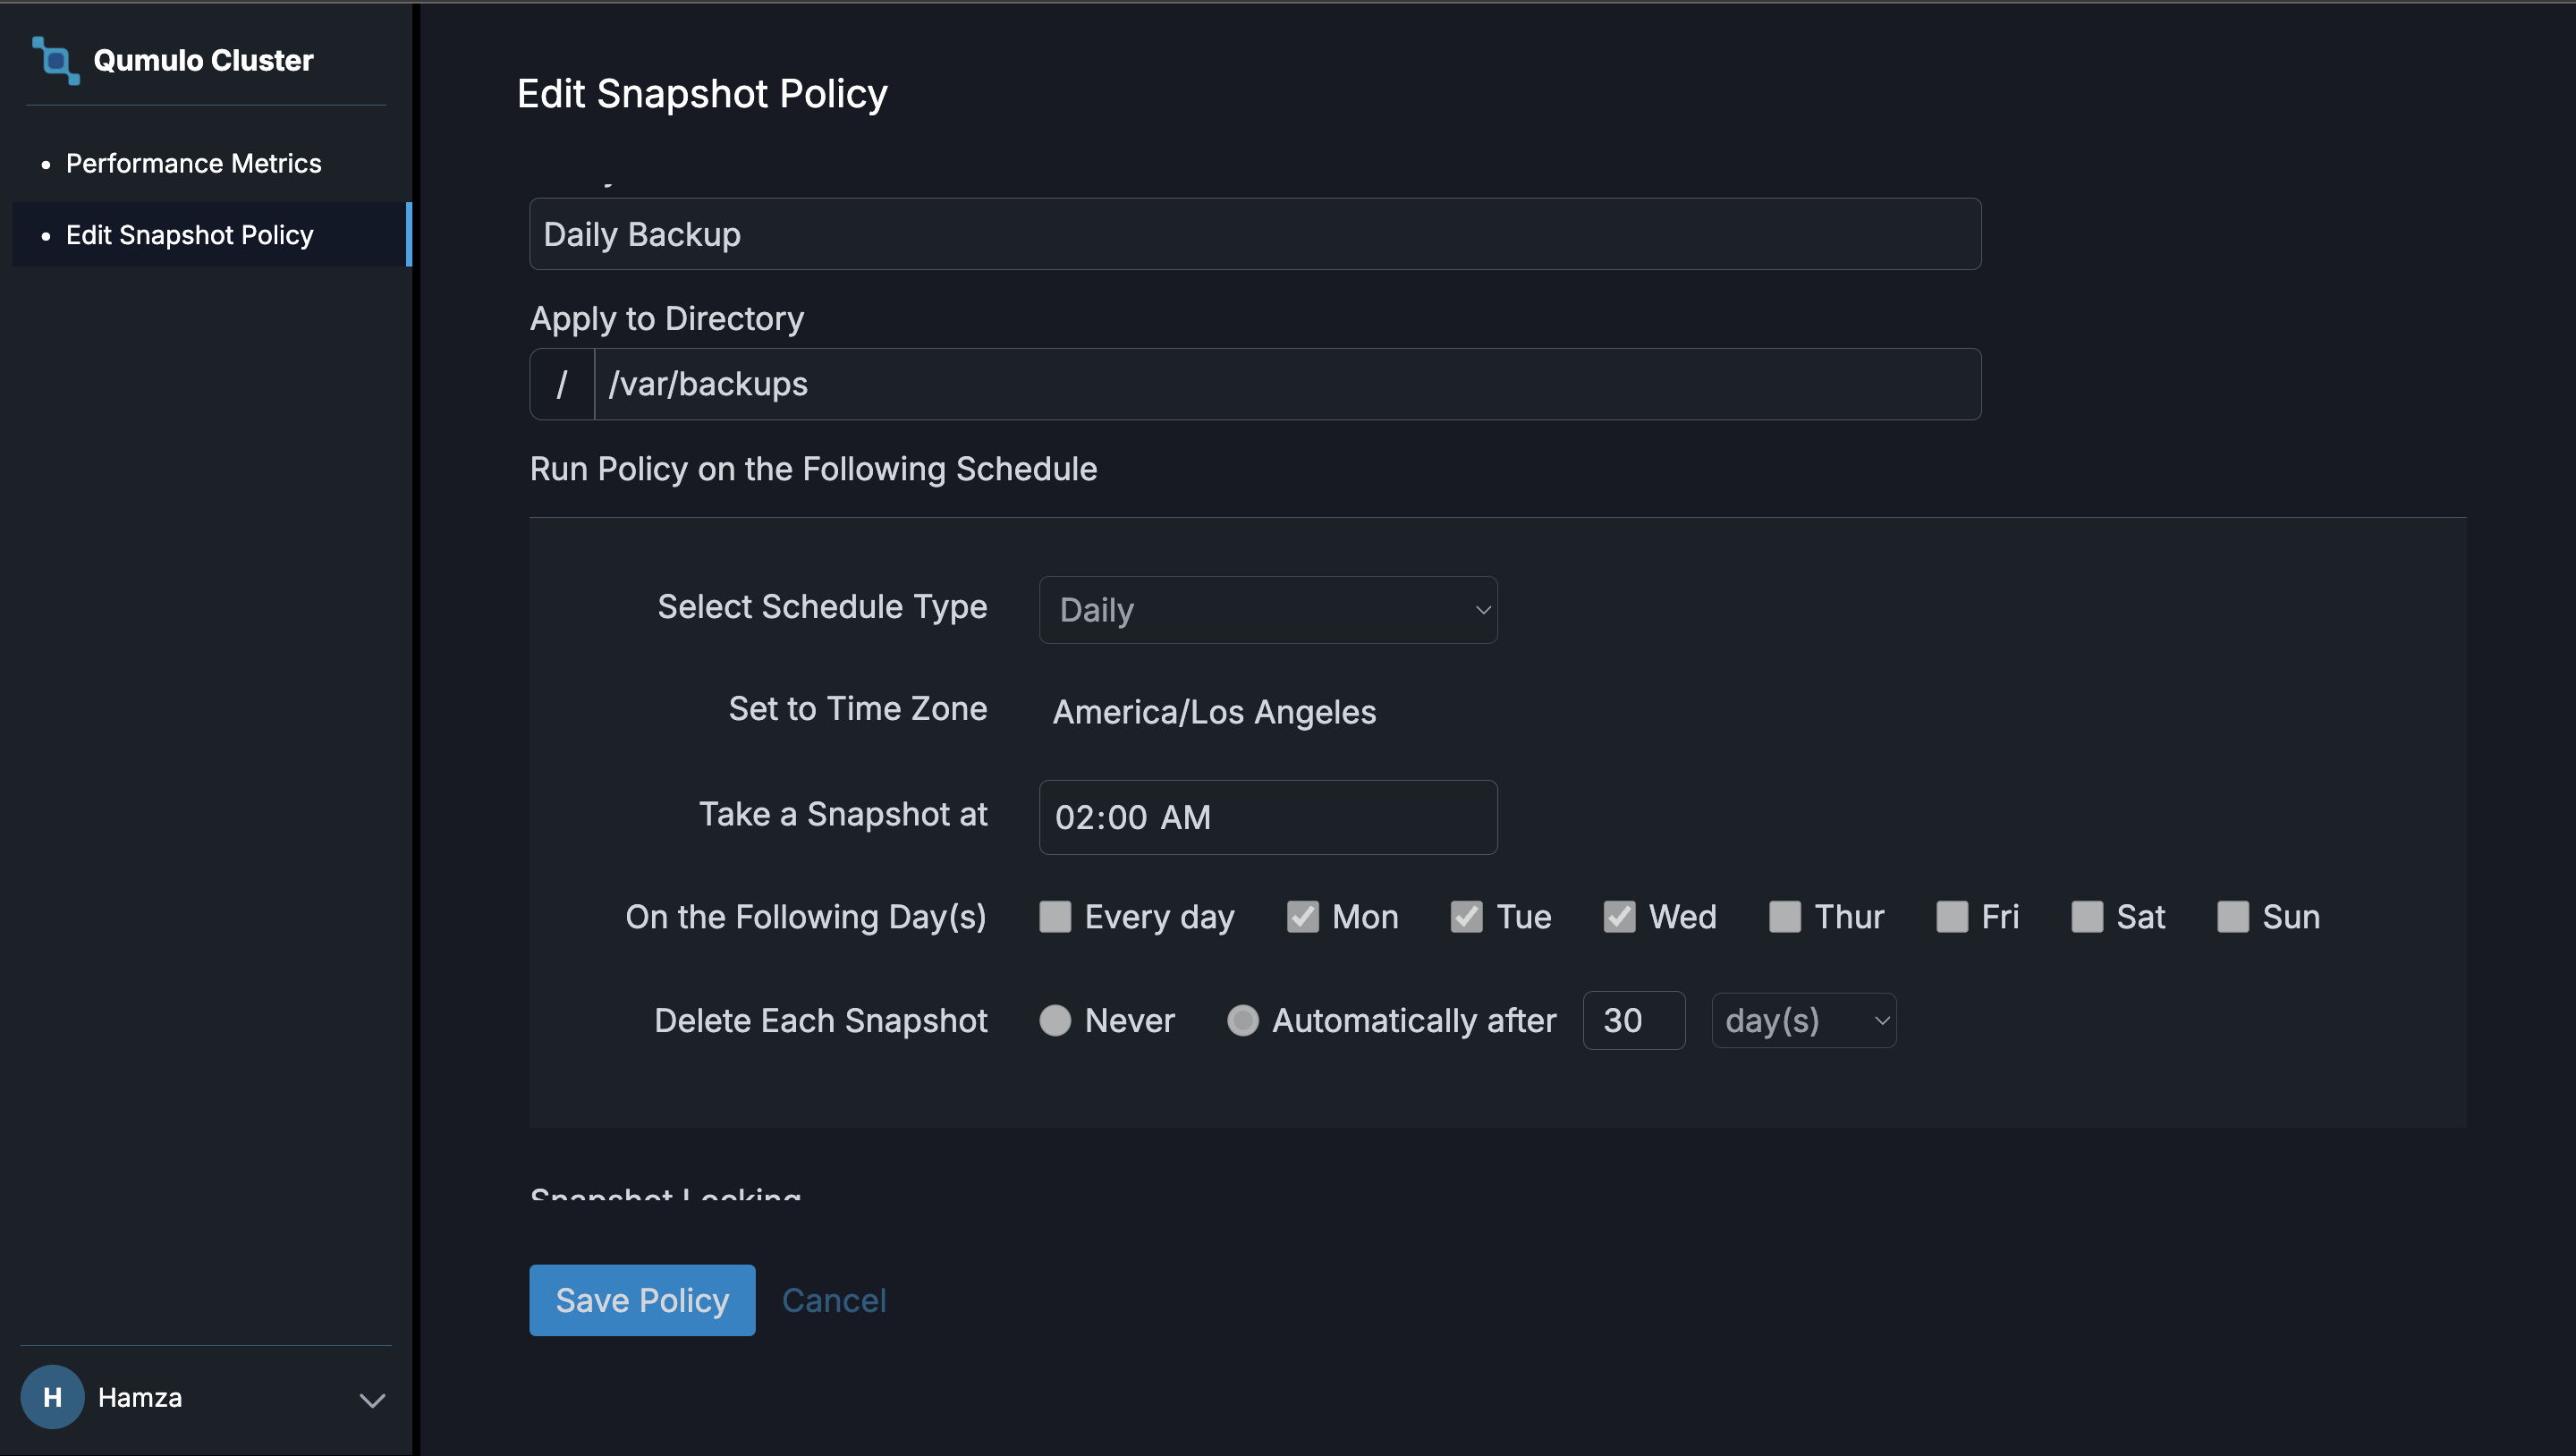 Qumulo Cluster
Performance Metrics
Edit Snapshot Policy
Edit Snapshot Policy
Daily Backup
Apply to Directory
/ /var/backups
Run Policy on the Following Schedule
Select Schedule Type Daily
Set to Time Zone America/Los Angeles
Take a Snapshot at 02:00 AM
On the Following Day(s) Every day Mon Tue Wed Thur Fri Sat Sun
Delete Each Snapshot Never Automatically after 30 day(s)
Snapshot Locking
Save Policy Cancel
H Hamza